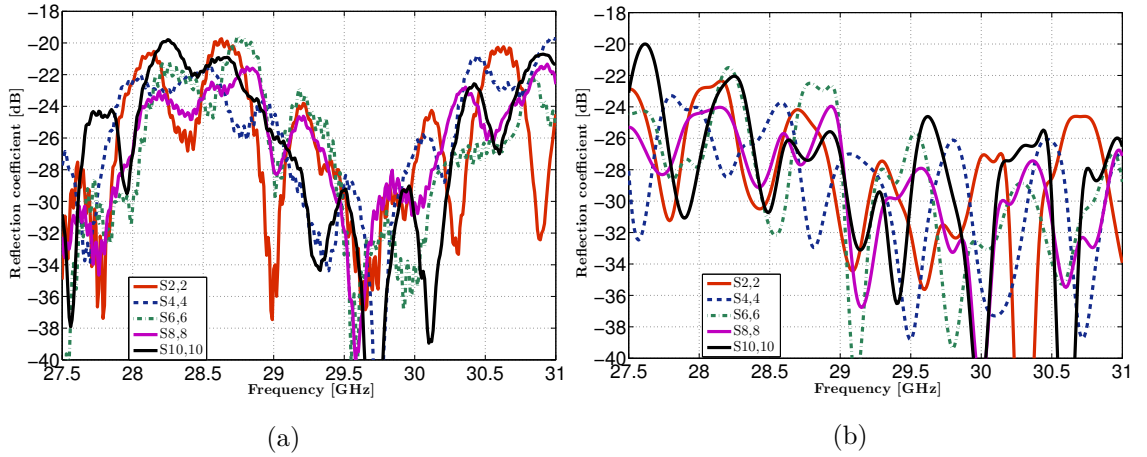 −18
−20
−22
−24
−26
−28
−30
−32
−34
−36
−38
−40
27.5 28 28.5 29 29.5 30 30.5 31
Frequency [GHz]
Reflection coefficient [dB]
S2,2
S4,4
S6,6
S8,8
S10,10
(a)
−18
−20
−22
−24
−26
−28
−30
−32
−34
−36
−38
−40
27.5 28 28.5 29 29.5 30 30.5 31
Frequency [GHz]
Reflection coefficient [dB]
S2,2
S4,4
S6,6
S8,8
S10,10
(b)